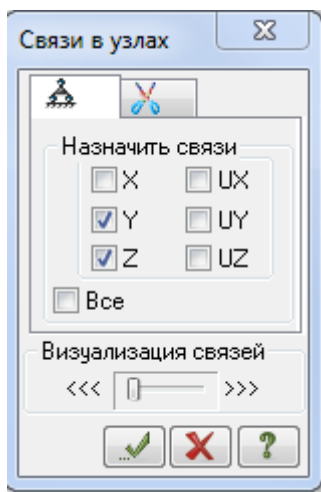 Связи в узлах
Назначить связи
X UX
Y UY
Z UZ
Все
Визуализация связей
<<< >>>
?